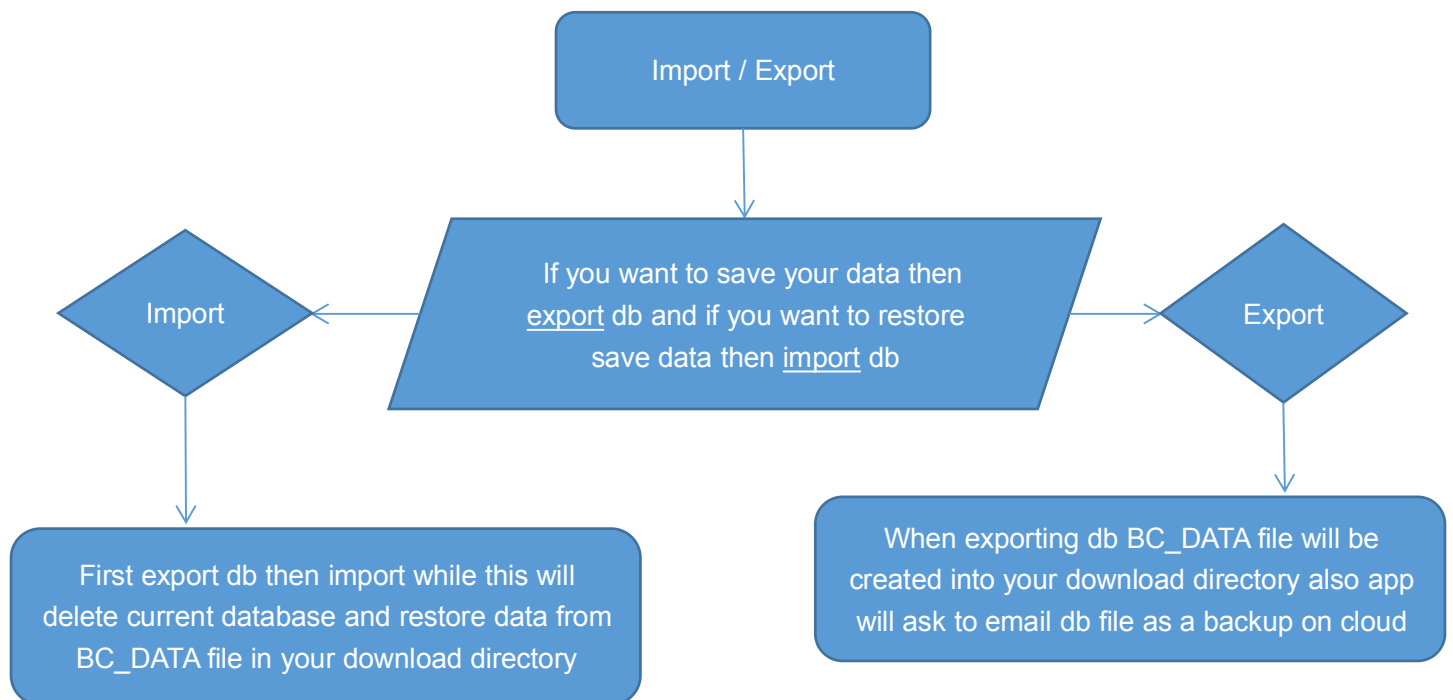 Import / Export
If you want to save your data then
export db and if you want to restore
save data then import db
Import
Export
First export db then import while this will
delete current database and restore data from
BC_DATA file in your download directory
When exporting db BC_DATA file will be
created into your download directory also app
will ask to email db file as a backup on cloud